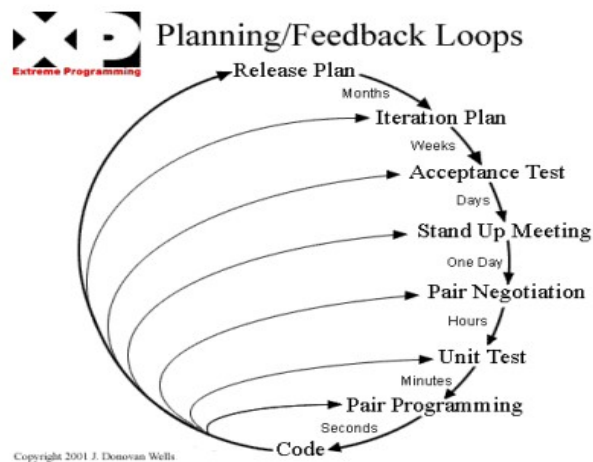 XP
Extreme Programming
Planning/Feedback Loops
Release Plan
Months
Iteration Plan
Weeks
Acceptance Test
Days
Stand Up Meeting
One Day
Pair Negotiation
Hours
Unit Test
Minutes
Pair Programming
Seconds
Code
Copyright 2001 J. Donovan Wells